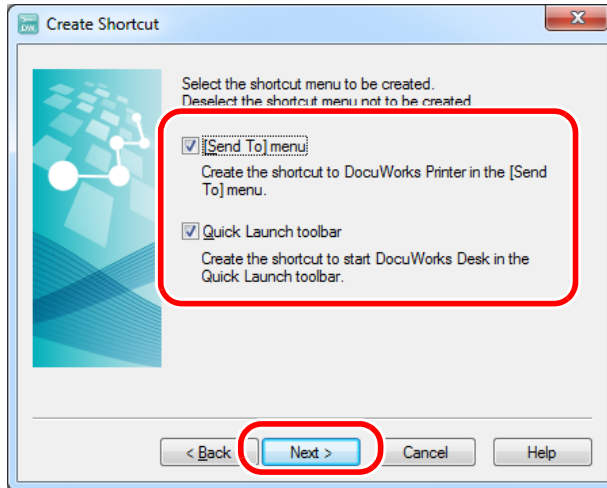 DW
Create Shortcut
X
Select the shortcut menu to be created.
Deselect the shortcut menu not to be created
[Send To] menu
Create the shortcut to DocuWorks Printer in the [Send
To] menu.
Quick Launch toolbar
Create the shortcut to start DocuWorks Desk in the
Quick Launch toolbar.
< Back
Next >
Cancel
Help